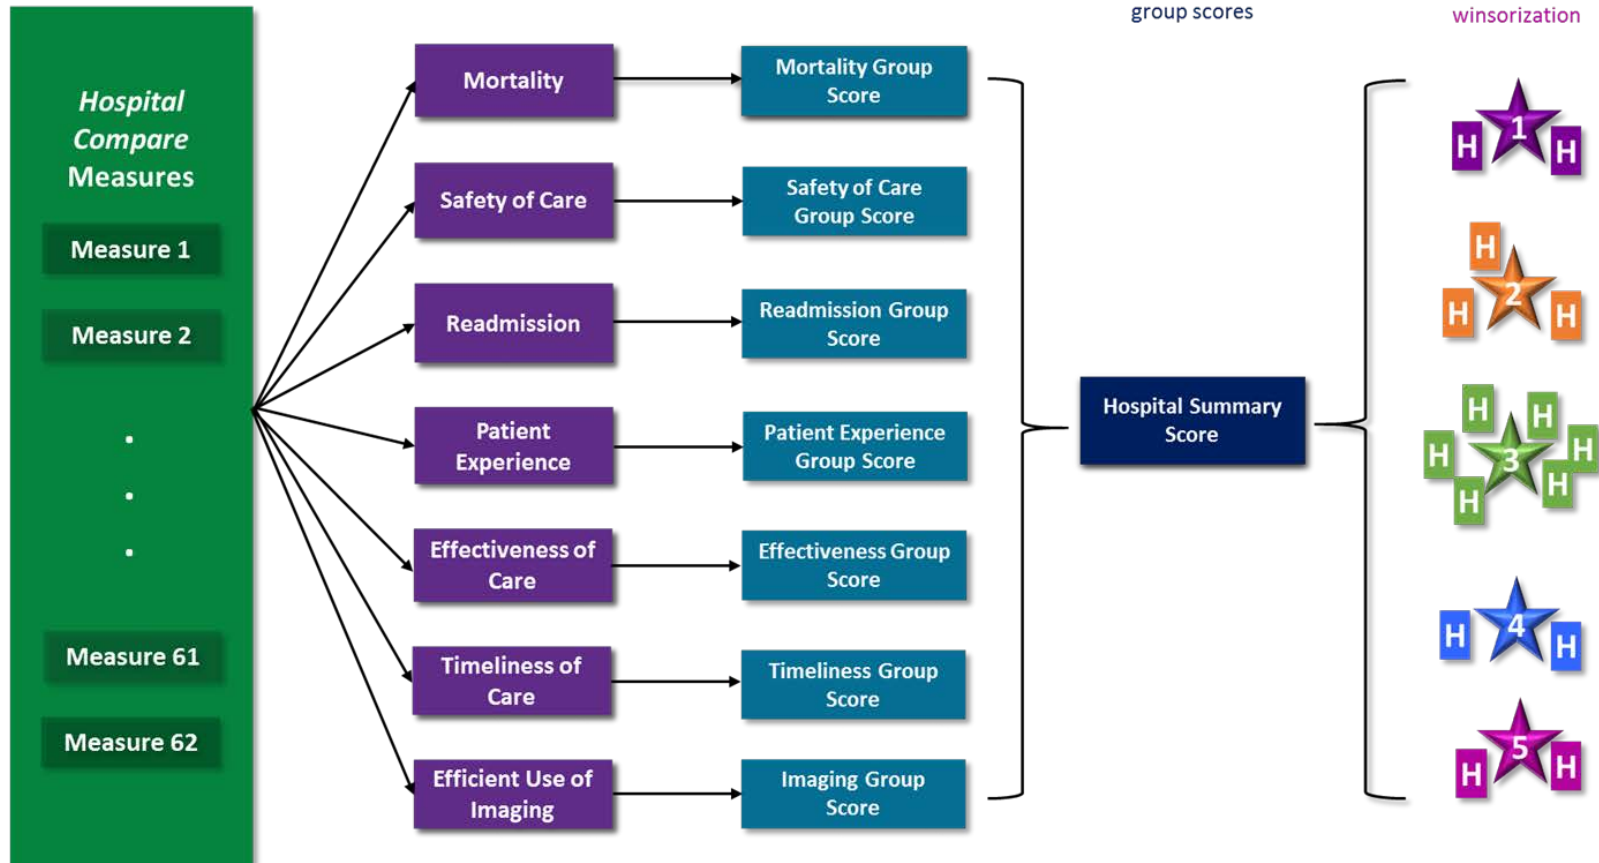 group scores
winsorization
Hospital
Compare
Measures
Measure 1
Measure 2
.
.
.
Measure 61
Measure 62
Mortality
Safety of Care
Readmission
Patient
Experience
Effectiveness of
Care
Timeliness of
Care
Efficient Use of
Imaging
Mortality Group
Score
Safety of Care
Group Score
Readmission Group
Score
Patient Experience
Group Score
Effectiveness Group
Score
Timeliness Group
Score
Imaging Group
Score
Hospital Summary
Score
H 1 H
H
H 2 H
H H
H 3 H
H H
H 4 H
H 5 H